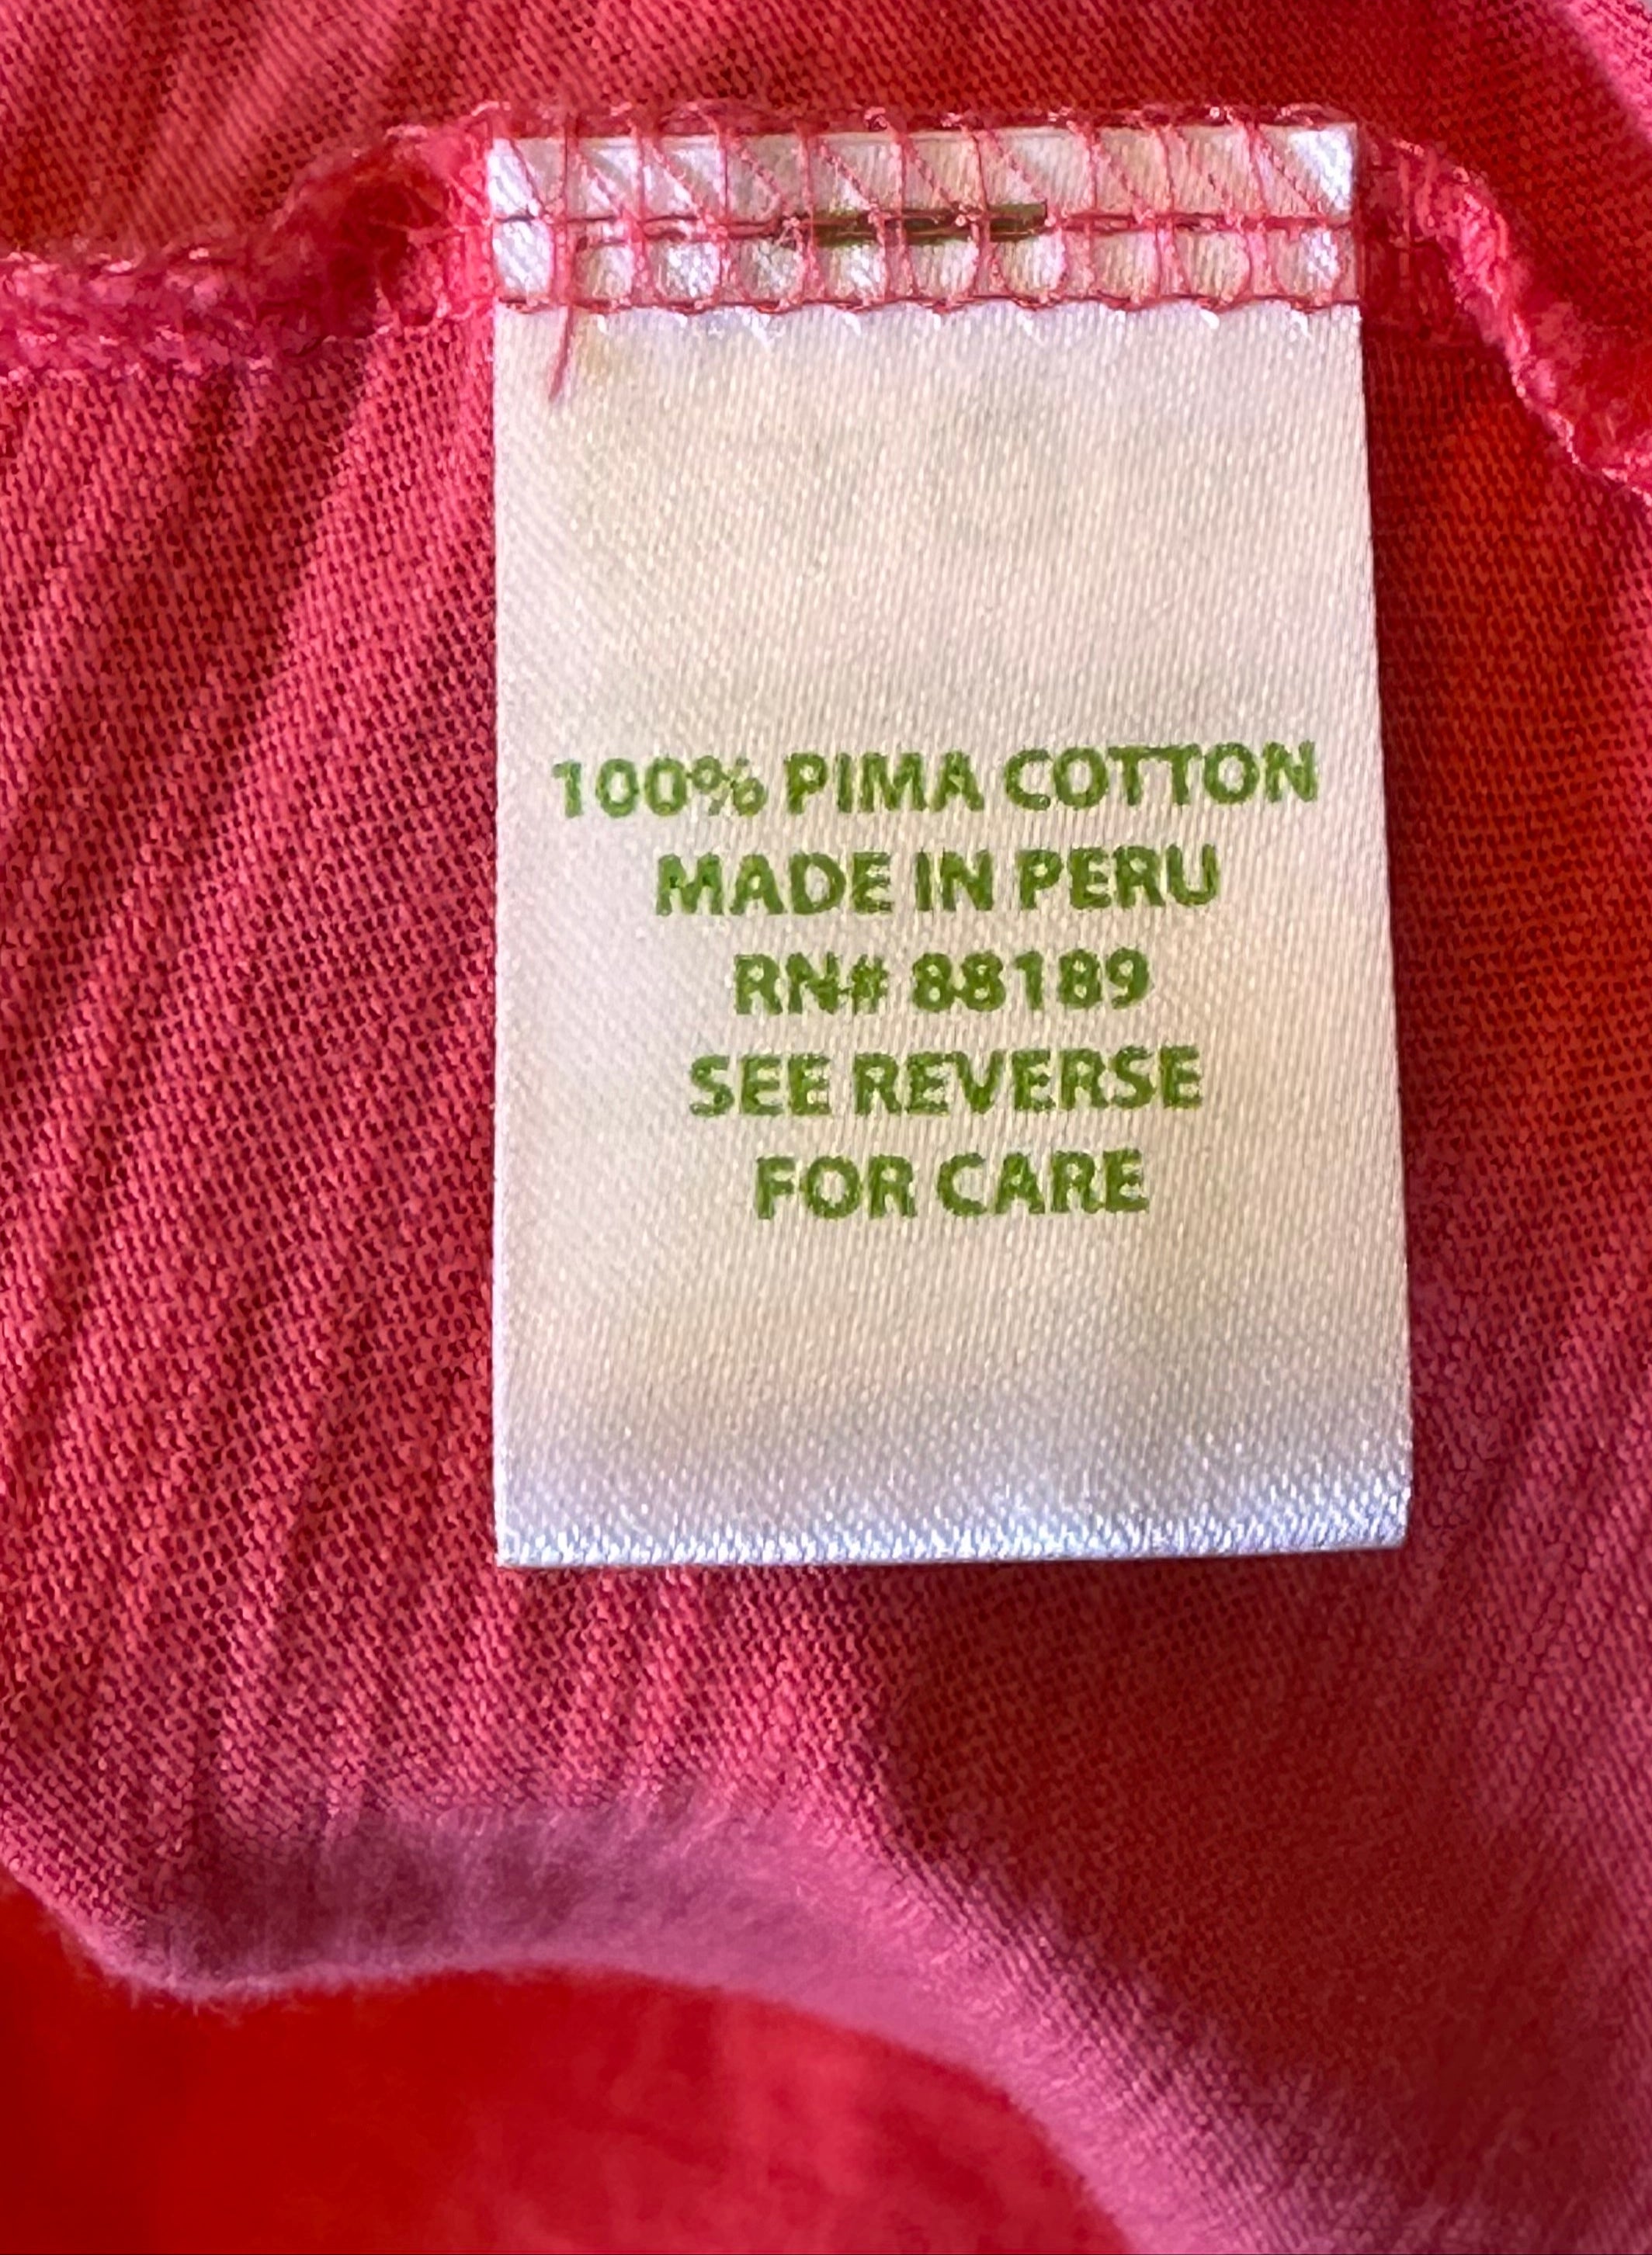 100% PIMA COTTON
MADE IN PERU
RN# 88189
SEE REVERSE
FOR CARE